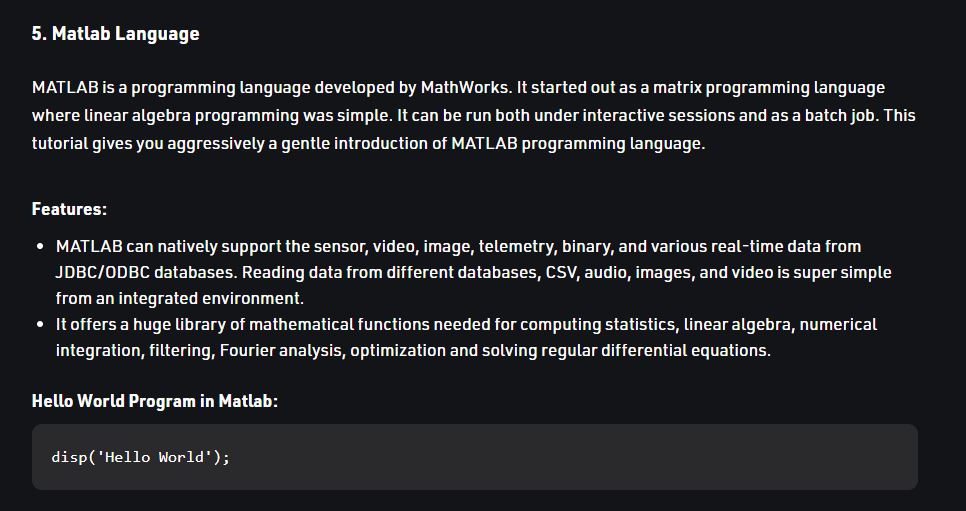 5. Matlab Language
MATLAB is a programming language developed by MathWorks. It started out as a matrix programming language
where linear algebra programming was simple. It can be run both under interactive sessions and as a batch job. This
tutorial gives you aggressively a gentle introduction of MATLAB programming language.
Features:
• MATLAB can natively support the sensor, video, image, telemetry, binary, and various real-time data from
JDBC/ODBC databases. Reading data from different databases, CSV, audio, images, and video is super simple
from an integrated environment.
• It offers a huge library of mathematical functions needed for computing statistics, linear algebra, numerical
integration, filtering, Fourier analysis, optimization and solving regular differential equations.
Hello World Program in Matlab:
disp('Hello World');